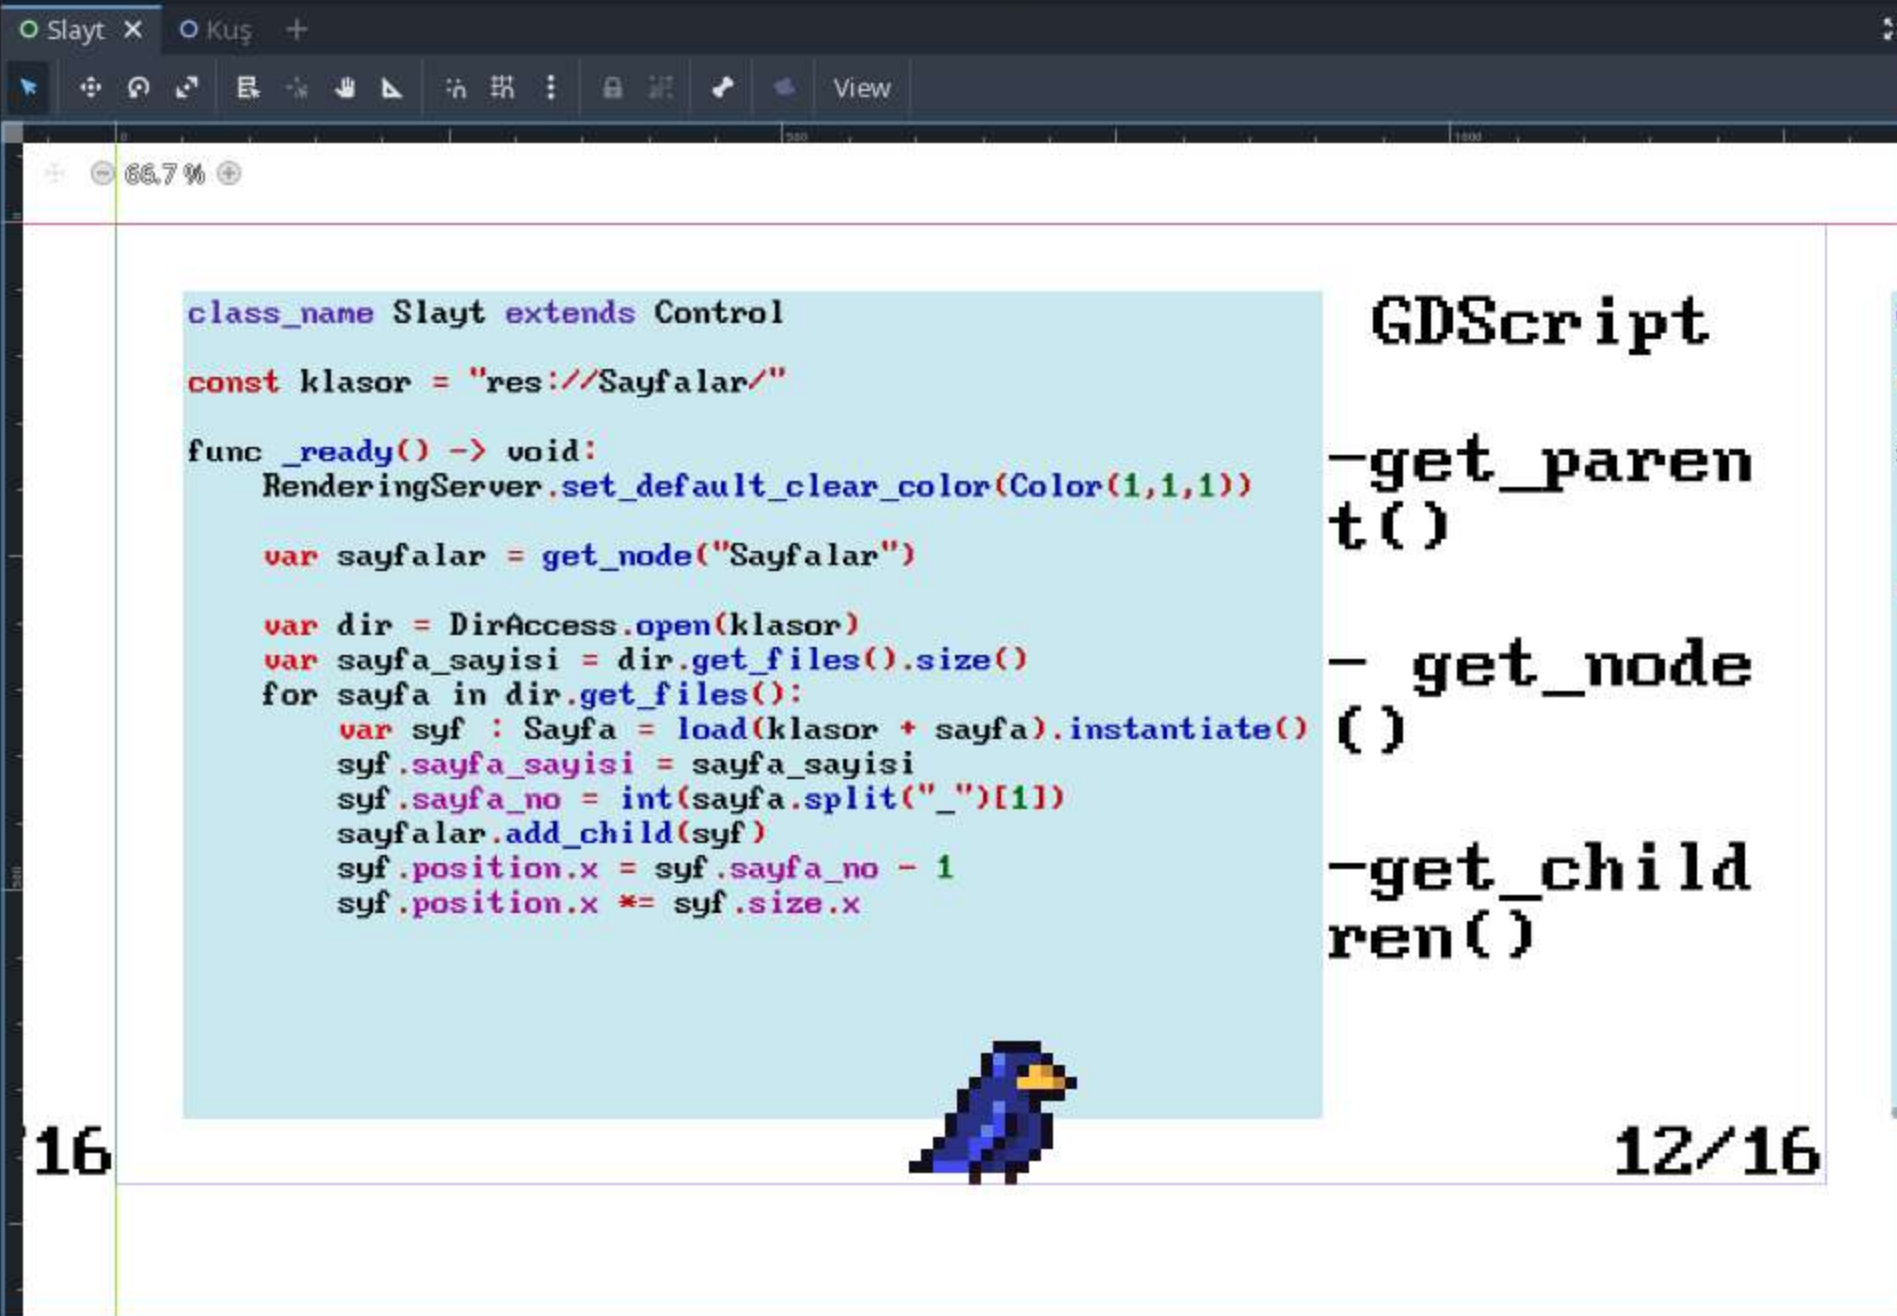 Slayt
Kuş
View
0
500
1000
66.7 %
class_name Slayt extends Control
const klasor = "res://Sayfalar/"
func _ready() -> void:
RenderingServer.set_default_clear_color(Color(1,1,1))
var sayfalar = get_node("Sayfalar")
var dir = DirAccess.open(klasor)
var sayfa_sayisi = dir.get_files().size()
for sayfa in dir.get_files():
var syf : Sayfa = load(klasor + sayfa).instantiate()
syf.sayfa_sayisi = sayfa_sayisi
syf.sayfa_no = int(sayfa.split("_")[1])
sayfalar.add_child(syf)
syf.position.x = syf.sayfa_no - 1
syf.position.x *= syf.size.x
GDScript
-get_paren
t()
- get_node
()
-get_child
ren()
16
12/16